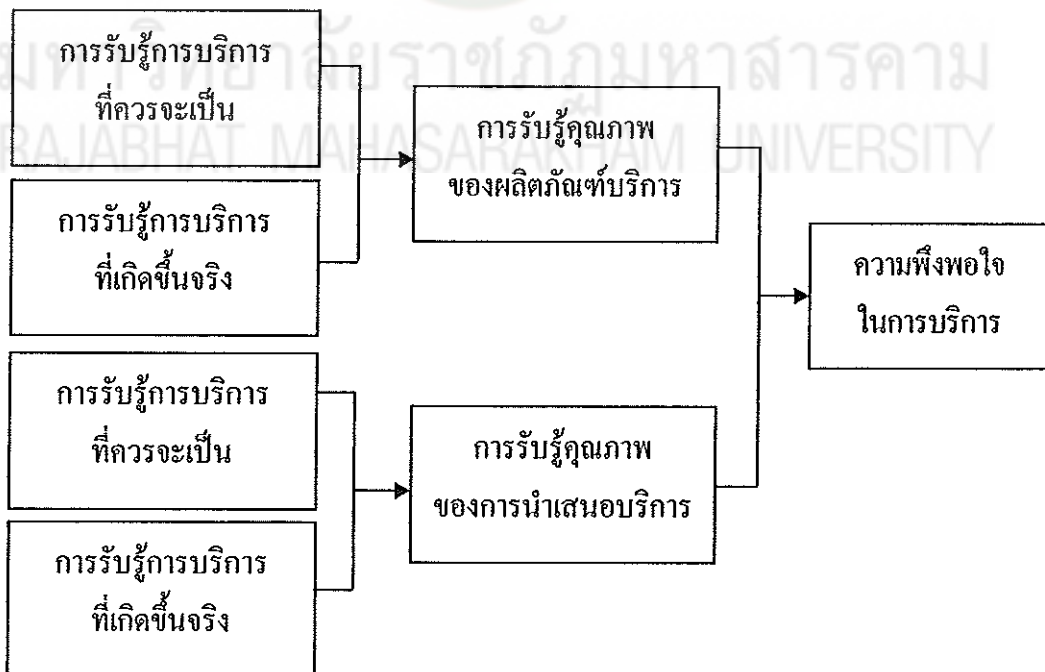 มหาวิทยาลัยราชภัฏมหาสารคาม
RAJABHAT MAHASARAKHAM UNIVERSITY
การรับรู้การบริการ
ที่ควรจะเป็น
การรับรู้การบริการ
ที่เกิดขึ้นจริง
การรับรู้คุณภาพ
ของผลิตภัณฑ์บริการ
การรับรู้การบริการ
ที่ควรจะเป็น
การรับรู้การบริการ
ที่เกิดขึ้นจริง
การรับรู้คุณภาพ
ของการนำเสนอบริการ
ความพึงพอใจ
ในการบริการ